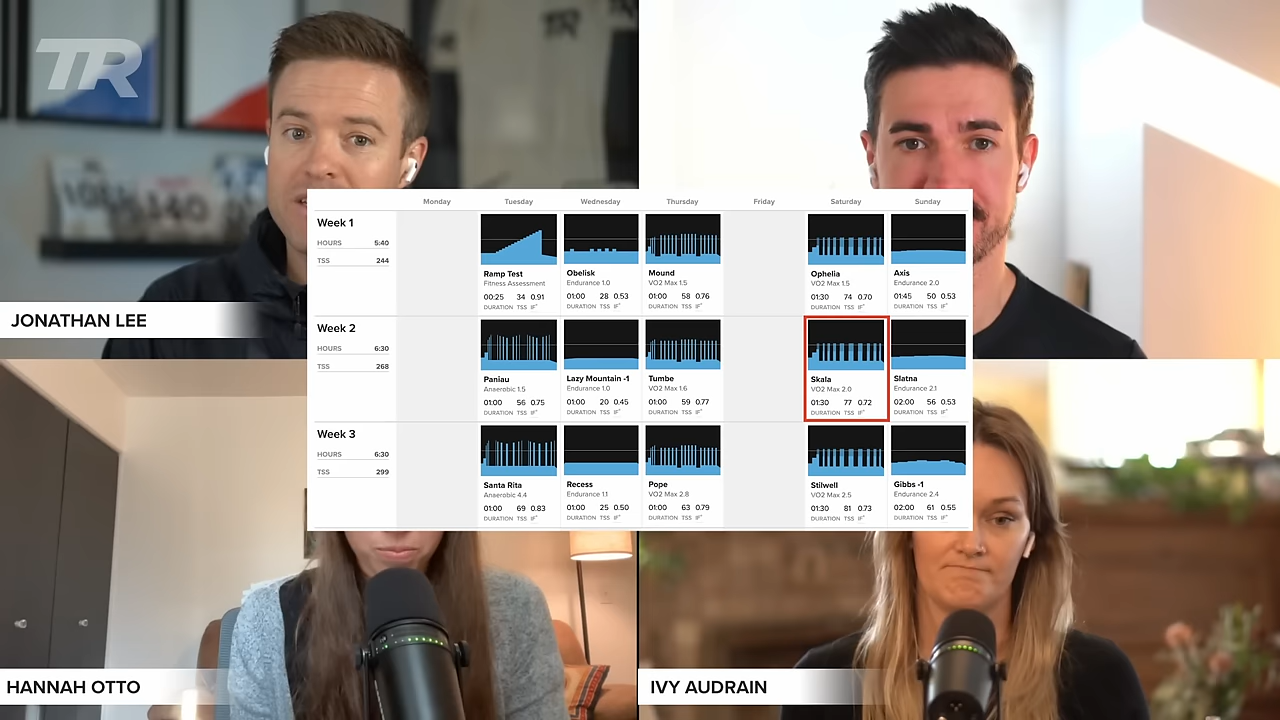 TR
TR
JONATHAN LEE
Monday Tuesday Wednesday Thursday Friday Saturday Sunday
Week 1
HOURS 5:40
TSS 244
Ramp Test
Fitness Assessment
00:25 34 0.91
DURATION TSS IF®
Obelisk
Endurance 1.0
01:00 28 0.53
DURATION TSS IF®
Mound
VO2 Max 1.5
01:00 58 0.76
DURATION TSS IF®
Ophelia
VO2 Max 1.5
01:30 74 0.70
DURATION TSS IF®
Axis
Endurance 2.0
01:45 50 0.53
DURATION TSS IF®
Week 2
HOURS 6:30
TSS 268
Paniau
Anaerobic 1.5
01:00 56 0.75
DURATION TSS IF®
Lazy Mountain -1
Endurance 1.0
01:00 20 0.45
DURATION TSS IF®
Tumbe
VO2 Max 1.6
01:00 59 0.77
DURATION TSS IF®
Skala
VO2 Max 2.0
01:30 77 0.72
DURATION TSS IF®
Slatna
Endurance 2.1
02:00 56 0.53
DURATION TSS IF®
Week 3
HOURS 6:30
TSS 299
Santa Rita
Anaerobic 4.4
01:00 69 0.83
DURATION TSS IF®
Recess
Endurance 1.1
01:00 25 0.50
DURATION TSS IF®
Pope
VO2 Max 2.8
01:00 63 0.79
DURATION TSS IF®
Stilwell
VO2 Max 2.5
01:30 81 0.73
DURATION TSS IF®
Gibbs -1
Endurance 2.4
02:00 61 0.55
DURATION TSS IF®
HANNAH OTTO
IVY AUDRAIN